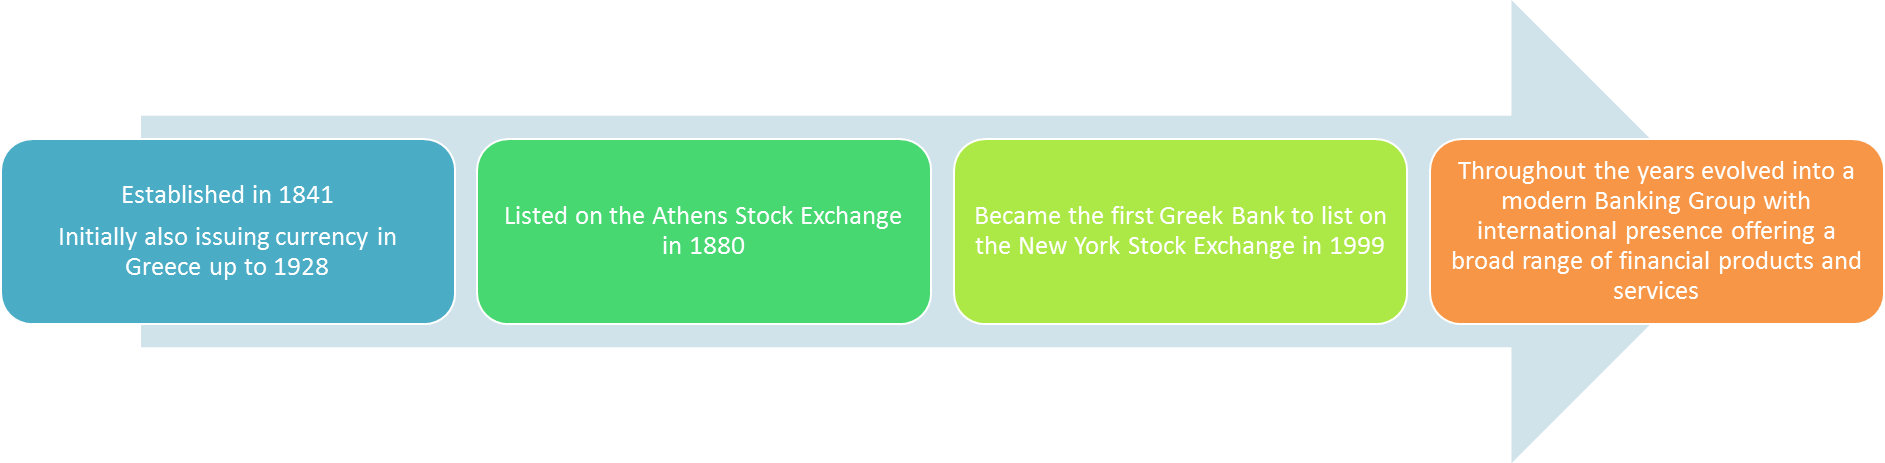 Established in 1841
Initially also issuing currency in
Greece up to 1928
Listed on the Athens Stock Exchange
in 1880
Became the first Greek Bank to list on
the New York Stock Exchange in 1999
Throughout the years evolved into a
modern Banking Group with
international presence offering a
broad range of financial products and
services